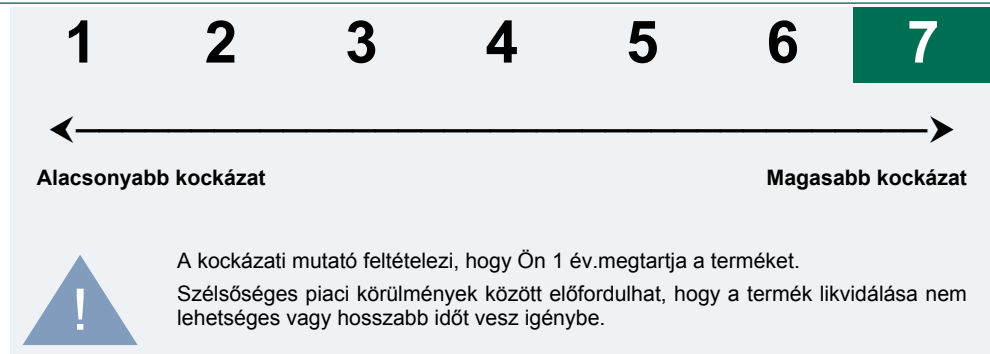 1 2 3 4 5 6 7
Alacsonyabb kockázat Magasabb kockázat
A kockázati mutató feltételezi, hogy Ön 1 év.megtartja a terméket.
Szélsőséges piaci körülmények között előfordulhat, hogy a termék likvidálása nem
lehetséges vagy hosszabb időt vesz igénybe.
!